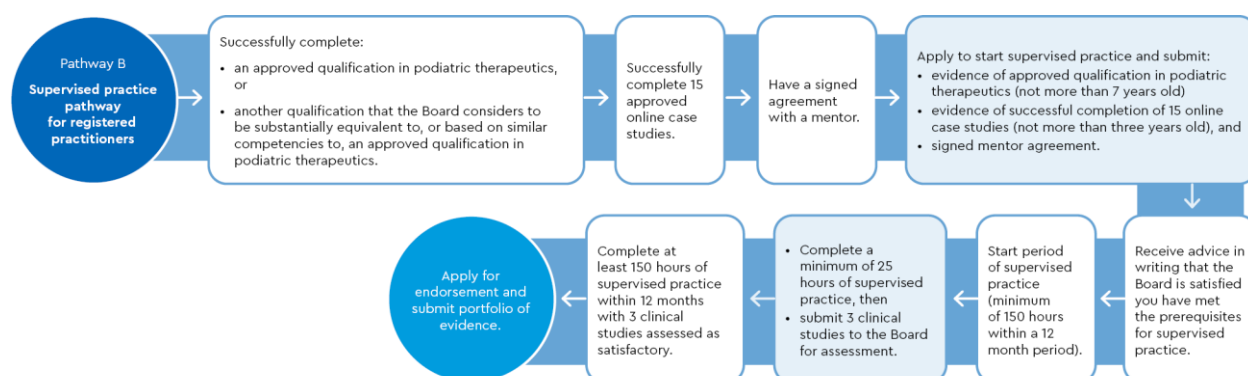 Pathway B
Supervised practice
pathway
for registered
practitioners
Successfully complete:
• an approved qualification in podiatric therapeutics,
or
• another qualification that the Board considers to
be substantially equivalent to, or based on similar
competencies to, an approved qualification in
podiatric therapeutics.
Successfully
complete 15
approved
online case
studies.
Have a signed
agreement
with a mentor.
Apply to start supervised practice and submit:
• evidence of approved qualification in podiatric
therapeutics (not more than 7 years old)
• evidence of successful completion of 15 online
case studies (not more than three years old), and
• signed mentor agreement.
Receive advice in
writing that the
Board is satisfied
you have met
the prerequisites
for supervised
practice.
Start period
of supervised
practice
(minimum
of 150 hours
within a 12
month period).
• Complete a
minimum of 25
hours of supervised
practice, then
• submit 3 clinical
studies to the Board
for assessment.
Complete at
least 150 hours of
supervised practice
within 12 months
with 3 clinical
studies assessed as
satisfactory.
Apply for
endorsement and
submit portfolio of
evidence.